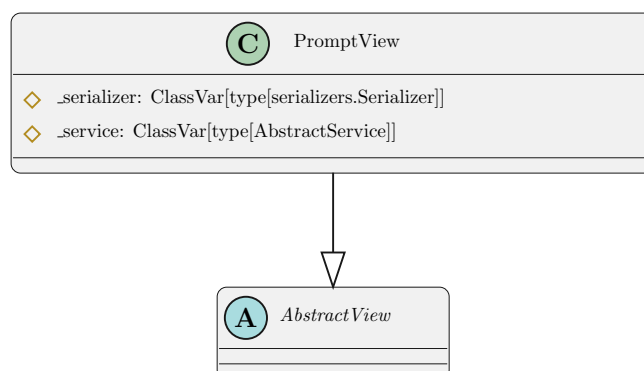 C PromptView
_serializer: ClassVar[type[serializers.Serializer]]
_service: ClassVar[type[AbstractService]]
A AbstractView